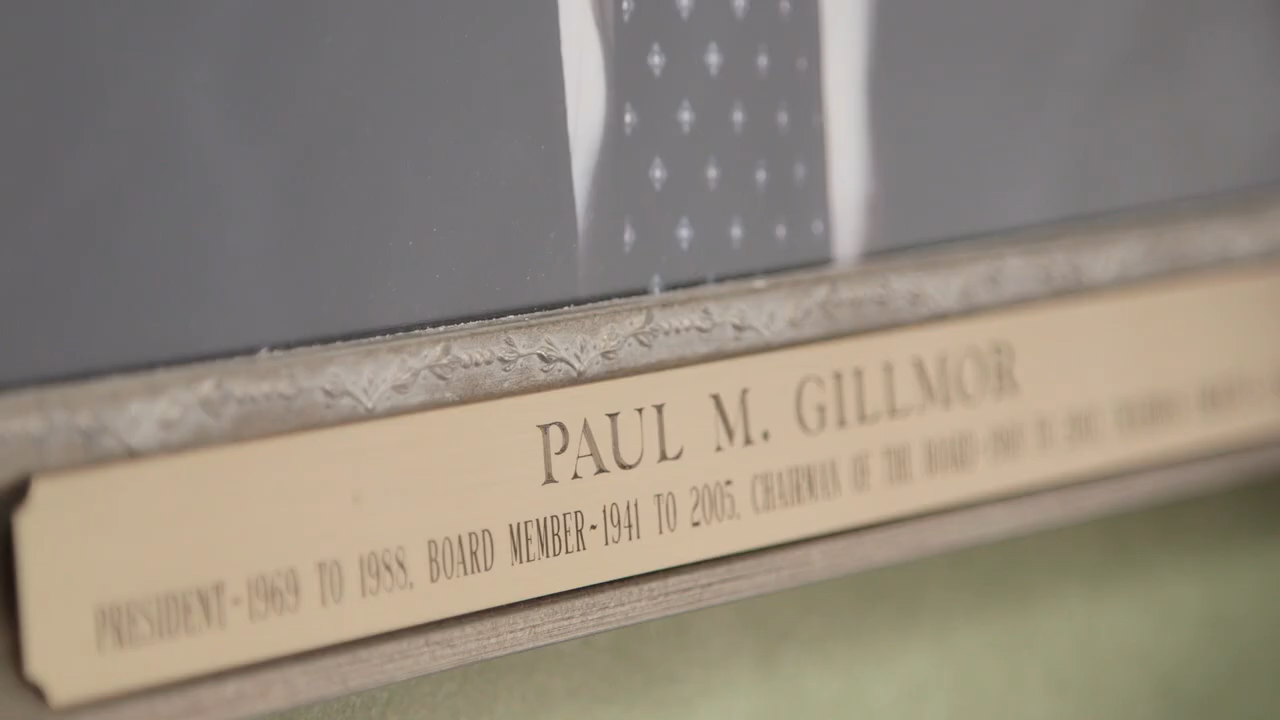 PAUL M. GILLMOR
PRESIDENT~1969 TO 1988, BOARD MEMBER~1941 TO 2005, CHAIRMAN OF THE BOARD